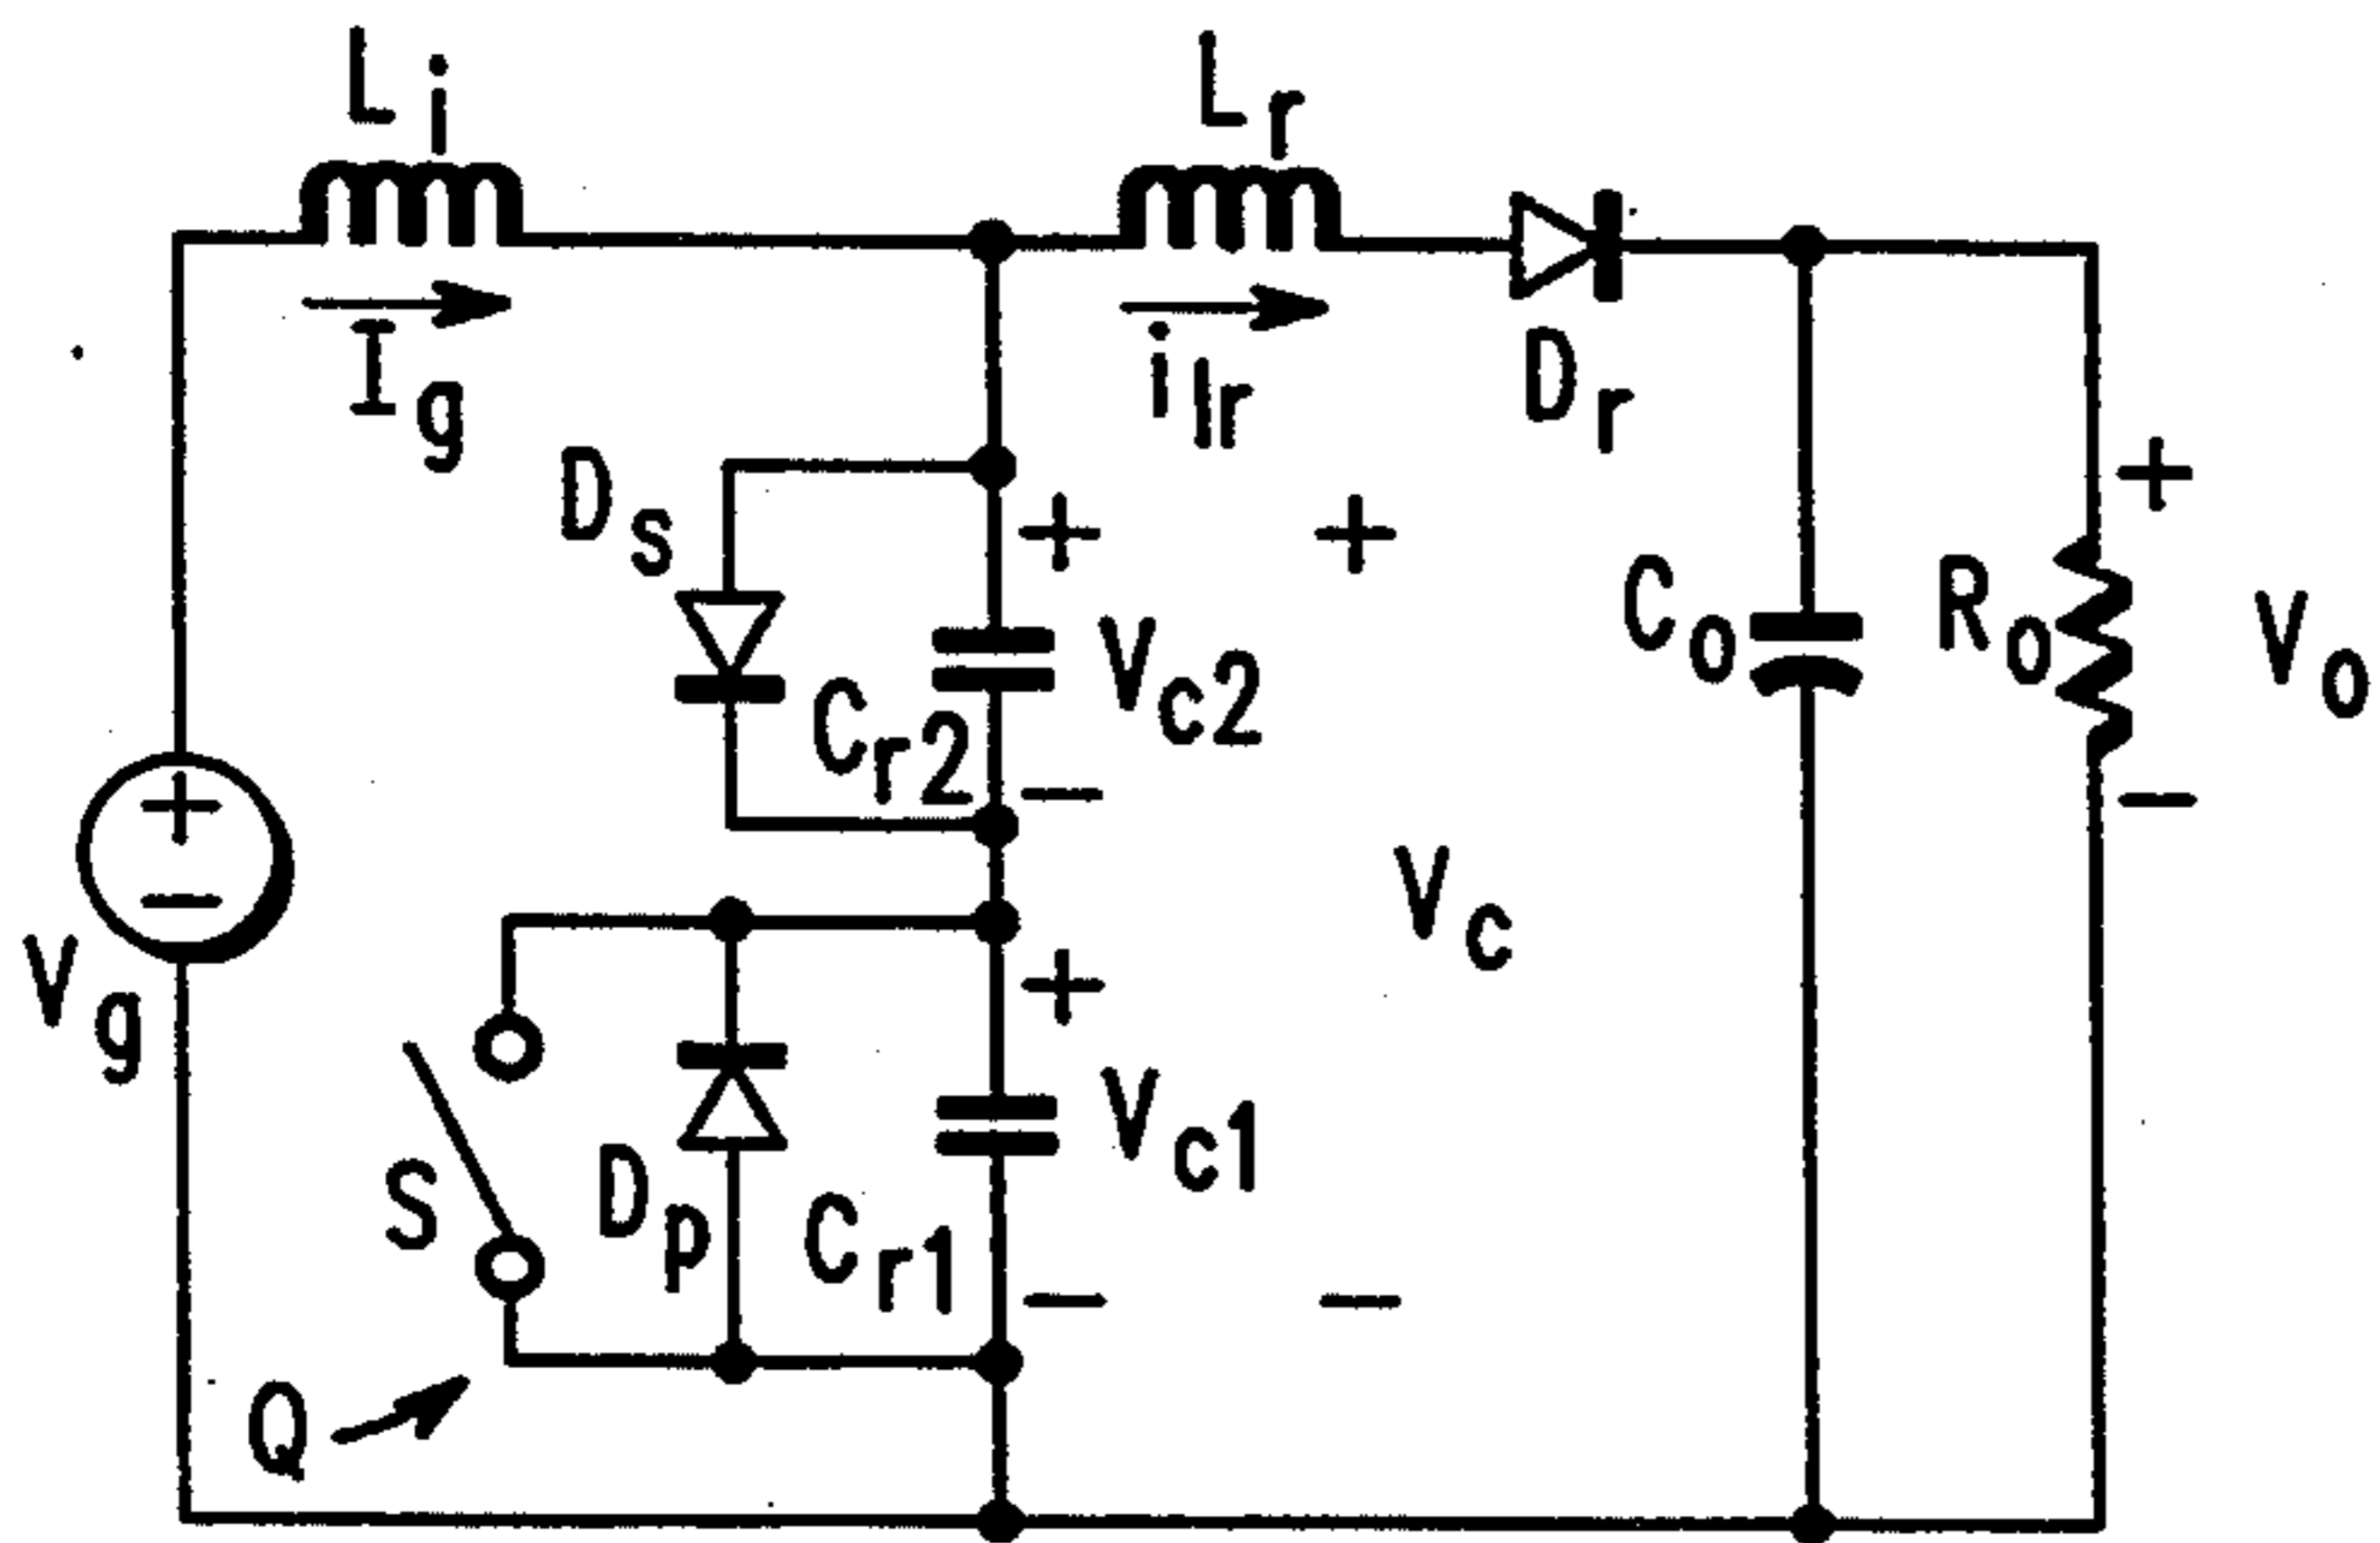 Li
Lr
Ig
ilr
Dr
Ds
+
+
+
Co
Ro
Vo
Vc2
Cr2
−
−
+
−
Vg
Vc
+
Vc1
S
Dp
Cr1
−
−
Q